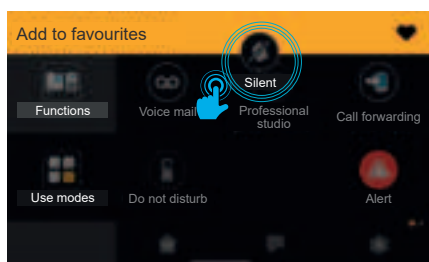 Add to favourites
Silent
Functions
Voice mail
Professional
studio
Call forwarding
Use modes
Do not disturb
Alert